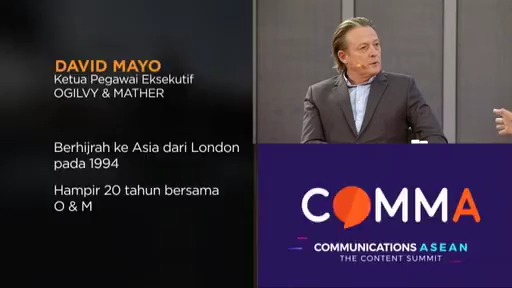 DAVID MAYO
Ketua Pegawai Eksekutif
OGILVY & MATHER
Berhijrah ke Asia dari London
pada 1994
Hampir 20 tahun bersama
O & M
COMMA
COMMUNICATIONS ASEAN
THE CONTENT SUMMIT